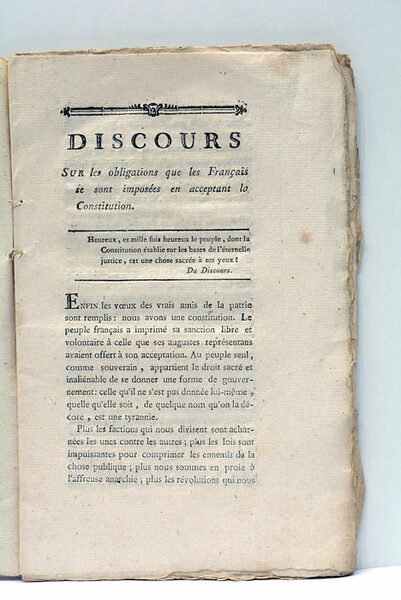 DISCOURS
SUR les obligations que les Français
se sont imposées en acceptant la
Constitution.
Heureux, et mille fois heureux le peuple, dont la
Constitution établie sur les bases de l'éternelle
justice, est une chose sacrée à ses yeux !
Du Discours.
ENFIN les vœux des vrais amis de la patrie
sont remplis : nous avons une constitution. Le
peuple français a imprimé sa sanction libre et
volontaire à celle que ses augustes représentans
avaient offert à son acceptation. Au peuple seul,
comme souverain, appartient le droit sacré et
inaliénable de se donner une forme de gouver-
nement: celle qu'il ne s'est pas donnée lui-même,
quelle qu'elle soit, de quelque nom qu'on la dé-
core, est une tyrannie.
Plus les factions qui nous divisent sont achar-
nées les unes contre les autres ; plus les lois sont
impuissantes pour comprimer les ennemis de la
chose publique ; plus nous sommes en proie à
l'affreuse anarchie ; plus les révolutions qui nous